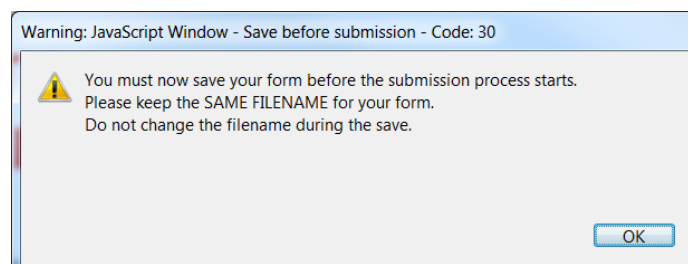 Warning: JavaScript Window - Save before submission - Code: 30
You must now save your form before the submission process starts.
Please keep the SAME FILENAME for your form.
Do not change the filename during the save.
OK